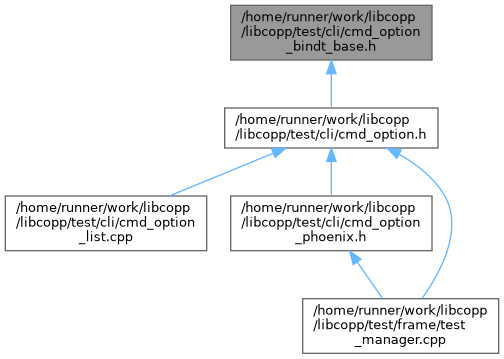 /home/runner/work/libcopp
/libcopp/test/cli/cmd_option
_bindt_base.h
/home/runner/work/libcopp
/libcopp/test/cli/cmd_option.h
/home/runner/work/libcopp
/libcopp/test/cli/cmd_option
_list.cpp
/home/runner/work/libcopp
/libcopp/test/cli/cmd_option
_phoenix.h
/home/runner/work/libcopp
/libcopp/test/frame/test
_manager.cpp